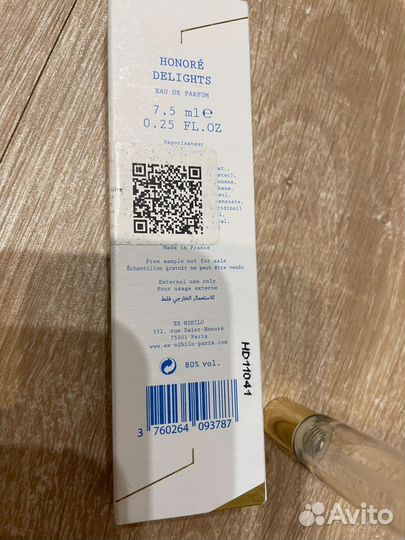 HONORÉ
DELIGHTS
EAU DE PARFUM
7,5 ml℮
0.25 FL.OZ
Vaporisateur
Made in France
Free sample not for sale
Échantillon gratuit ne peut être vendu
External use only
Pour usage externe
للاستعمال الخارجي فقط
EX NIHILO
352, rue Saint-Honoré
75001 Paris
www.ex-nihilo-paris.com
80% vol.
HD11041
3 760264 093787
Avito